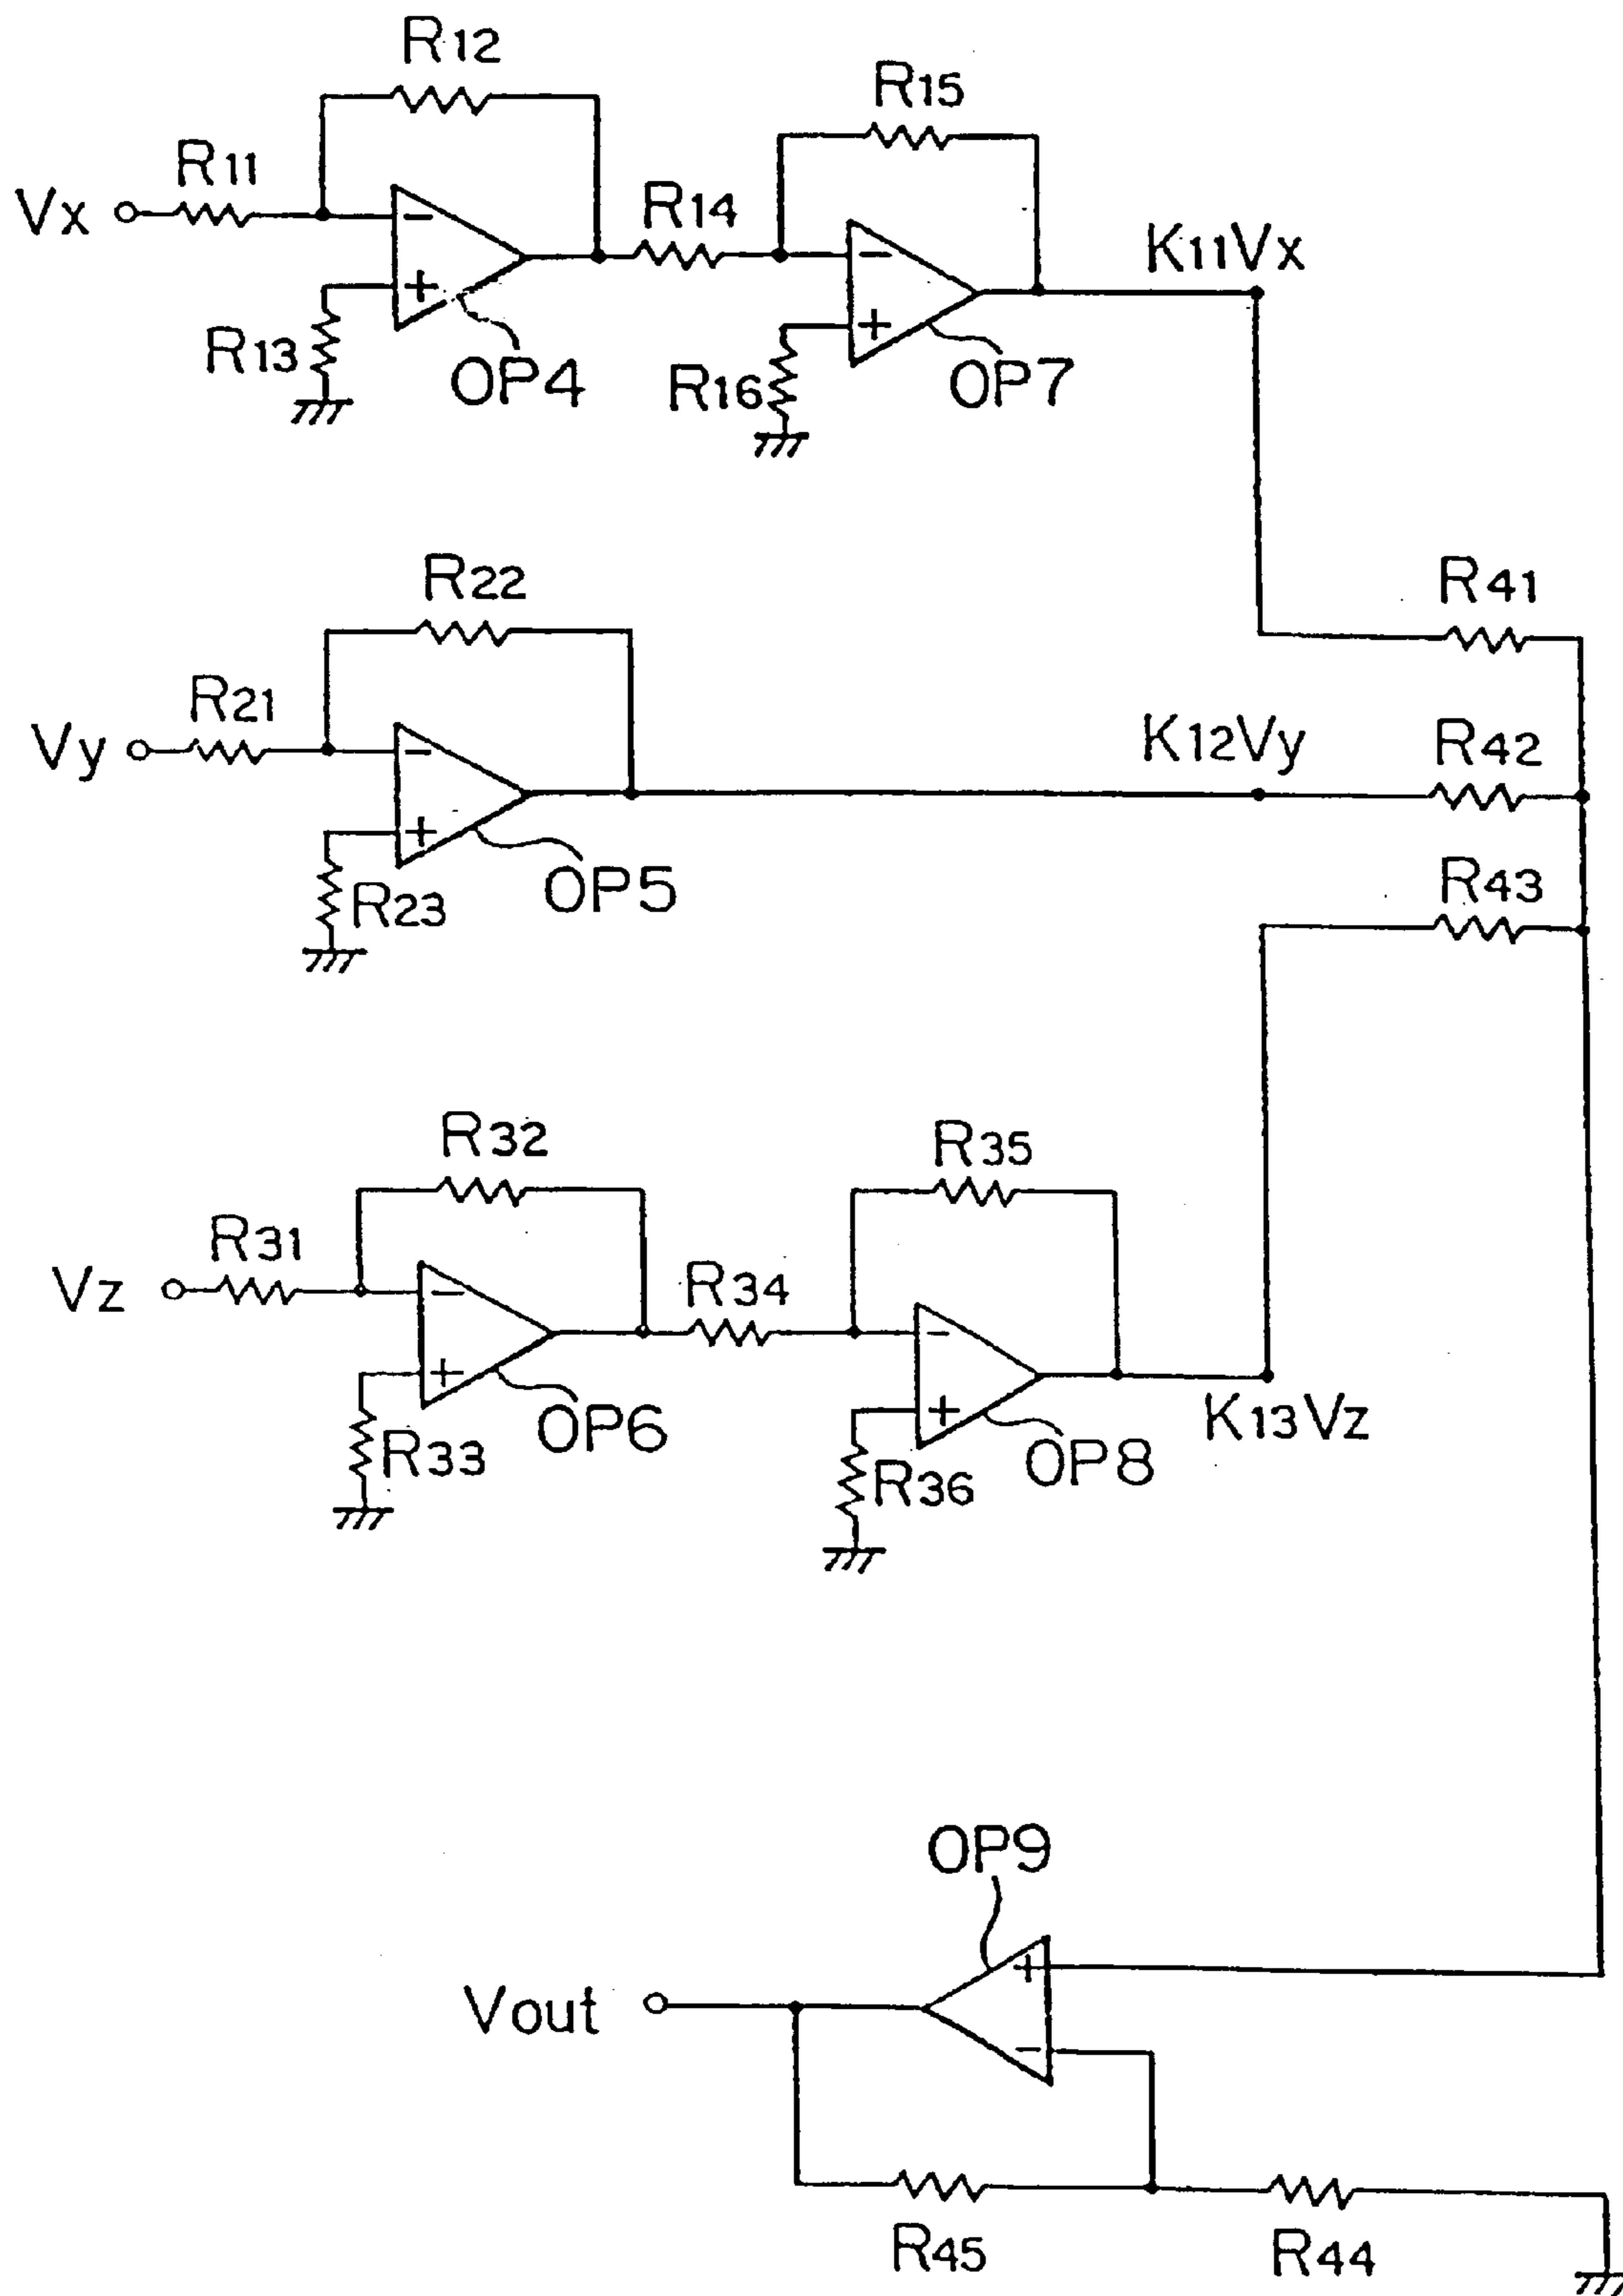 R12
R15
R11
Vx
R14
K11Vx
−
+
−
+
R13
OP4
R16
OP7
R22
R41
R21
Vy
K12Vy
R42
−
+
R23
OP5
R43
R32
R35
R31
Vz
R34
−
+
−
+
R33
OP6
R36
OP8
K13Vz
OP9
+
−
Vout
R45
R44